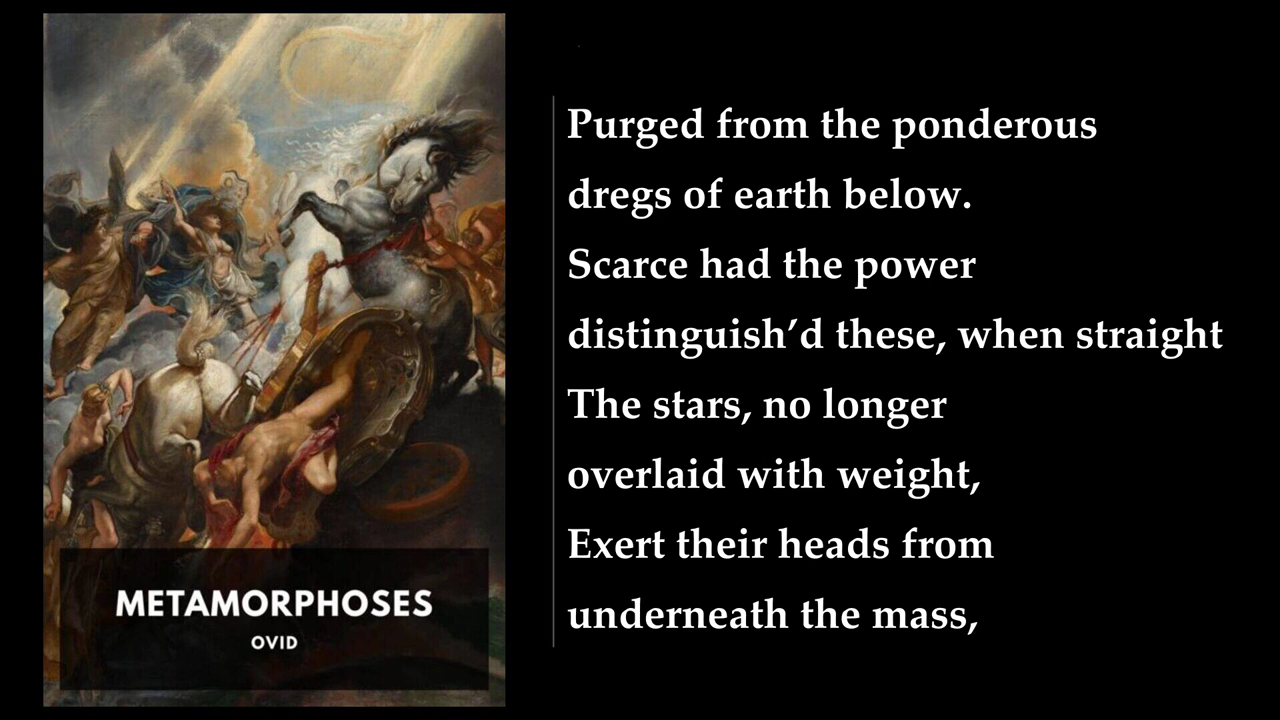 METAMORPHOSES
OVID
Purged from the ponderous
dregs of earth below.
Scarce had the power
distinguish’d these, when straight
The stars, no longer
overlaid with weight,
Exert their heads from
underneath the mass,